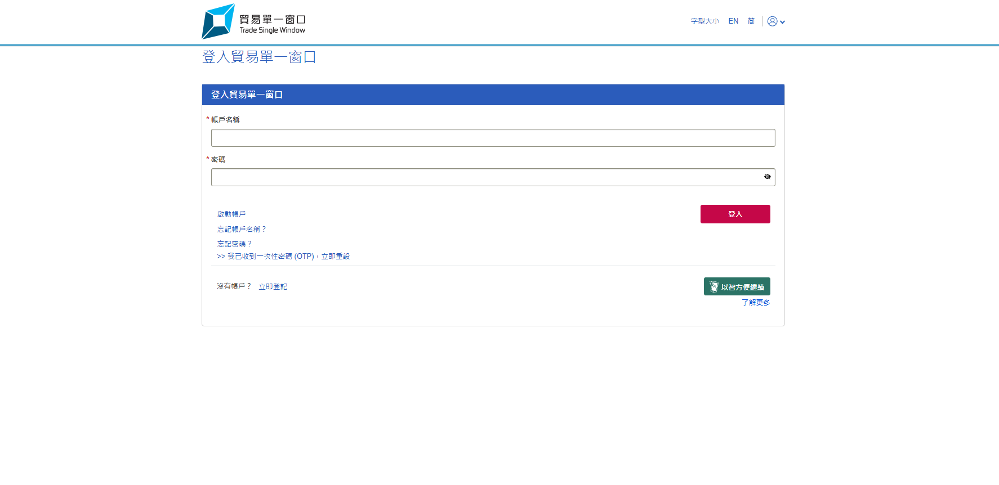 貿易單一窗口
Trade Single Window
字型大小 EN 简
登入貿易單一窗口
登入貿易單一窗口
* 帳戶名稱
* 密碼
啟動帳戶
登入
忘記帳戶名稱？
忘記密碼？
>> 我已收到一次性密碼 (OTP)，立即重設
沒有帳戶？ 立即登記
以智方便繼續
了解更多